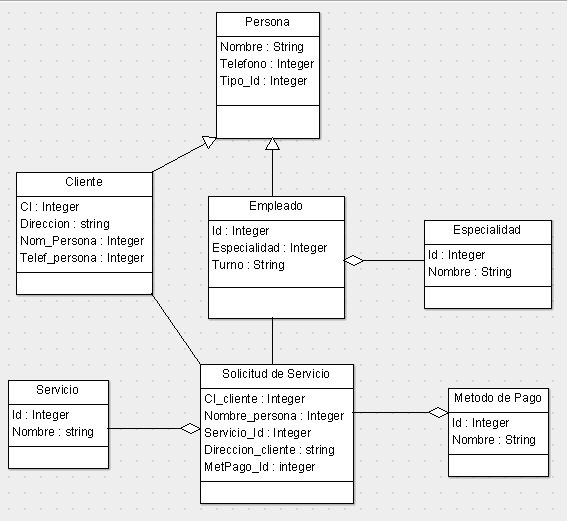 Persona
Nombre : String
Telefono : Integer
Tipo_Id : Integer
Cliente
CI : Integer
Direccion : string
Nom_Persona : Integer
Telef_persona : Integer
Empleado
Id : Integer
Especialidad : Integer
Turno : String
Especialidad
Id : Integer
Nombre : String
Servicio
Id : Integer
Nombre : string
Solicitud de Servicio
CI_cliente : Integer
Nombre_persona : Integer
Servicio_Id : Integer
Direccion_cliente : string
MetPago_Id : integer
Metodo de Pago
Id : Integer
Nombre : String